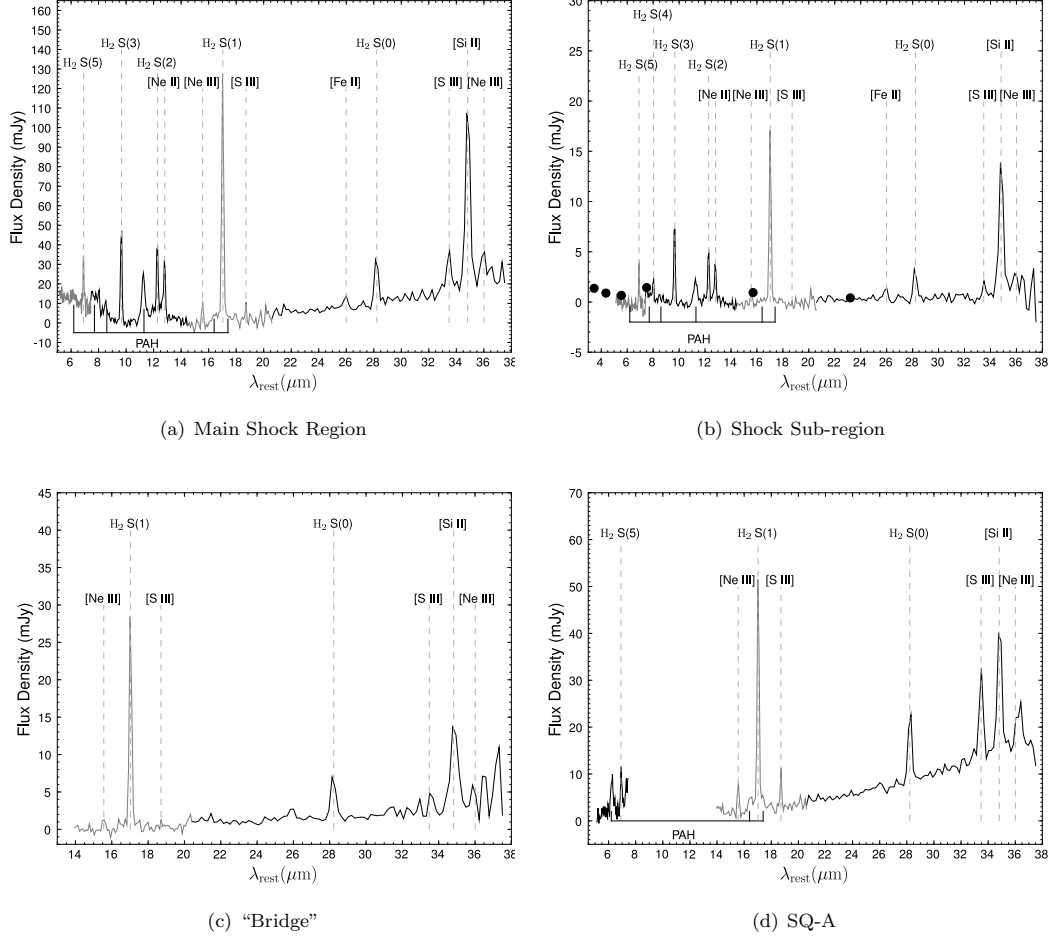 H₂ S(5)
H₂ S(3)
H₂ S(2)
[Ne II]
[Ne III]
H₂ S(1)
[S III]
[Fe II]
H₂ S(0)
[S III]
[Si II]
[Ne III]
Flux Density (mJy)
160
150
140
130
120
110
100
90
80
70
60
50
40
30
20
10
0
-10
PAH
6 8 10 12 14 16 18 20 22 24 26 28 30 32 34 36 38
λrest(μm)
(a) Main Shock Region
H₂ S(4)
H₂ S(5)
H₂ S(3)
H₂ S(2)
[Ne II]
[Ne III]
H₂ S(1)
[S III]
[Fe II]
H₂ S(0)
[S III]
[Si II]
[Ne III]
Flux Density (mJy)
30
25
20
15
10
5
0
-5
PAH
4 6 8 10 12 14 16 18 20 22 24 26 28 30 32 34 36 38
λrest(μm)
(b) Shock Sub-region
[Ne III]
H₂ S(1)
[S III]
H₂ S(0)
[S III]
[Si II]
[Ne III]
Flux Density (mJy)
45
40
35
30
25
20
15
10
5
0
14 16 18 20 22 24 26 28 30 32 34 36 38
λrest(μm)
(c) "Bridge"
H₂ S(5)
[Ne III]
H₂ S(1)
[S III]
H₂ S(0)
[S III]
[Si II]
[Ne III]
Flux Density (mJy)
70
60
50
40
30
20
10
0
PAH
6 8 10 12 14 16 18 20 22 24 26 28 30 32 34 36 38
λrest(μm)
(d) SQ-A